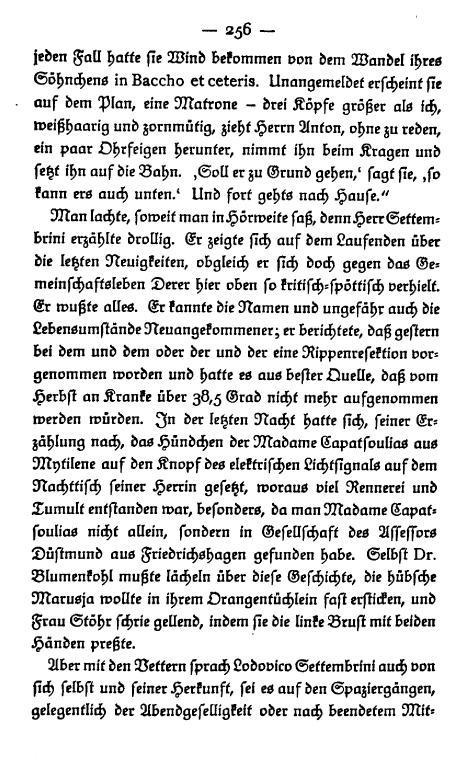 — 256 —
jeden Fall hatte sie Wind bekommen von dem Wandel ihres
Söhnchens in Baccho et ceteris. Unangemeldet erscheint sie
auf dem Plan, eine Matrone – drei Köpfe größer als ich,
weißhaarig und zornmütig, zieht Herrn Anton, ohne zu reden,
ein paar Ohrfeigen herunter, nimmt ihn beim Kragen und
setzt ihn auf die Bahn. ‚Soll er zu Grund gehen,‘ sagt sie, ‚so
kann ers auch unten.‘ Und fort gehts nach Hause.“
Man lachte, soweit man in Hörweite saß, denn Herr Settem-
brini erzählte drollig. Er zeigte sich auf dem Laufenden über
die letzten Neuigkeiten, obgleich er sich doch gegen das Ge-
meinschaftsleben Derer hier oben so kritisch-spöttisch verhielt.
Er wußte alles. Er kannte die Namen und ungefähr auch die
Lebensumstände Neuangekommener; er berichtete, daß gestern
bei dem und dem oder der und der eine Rippenresektion vor-
genommen worden und hatte es aus bester Quelle, daß vom
Herbst an Kranke über 38,5 Grad nicht mehr aufgenommen
werden würden. In der letzten Nacht hatte sich, seiner Er-
zählung nach, das Hündchen der Madame Capatsoulias aus
Mytilene auf den Knopf des elektrischen Lichtsignals auf dem
Nachttisch seiner Herrin gesetzt, woraus viel Rennerei und
Tumult entstanden war, besonders, da man Madame Capat-
soulias nicht allein, sondern in Gesellschaft des Assessors
Düstmund aus Friedrichshagen gefunden habe. Selbst Dr.
Blumenkohl mußte lächeln über diese Geschichte, die hübsche
Marusja wollte in ihrem Orangentüchlein fast ersticken, und
Frau Stöhr schrie gellend, indem sie die linke Brust mit beiden
Händen preßte.
Aber mit den Vettern sprach Lodovico Settembrini auch von
sich selbst und seiner Herkunft, sei es auf den Spaziergängen,
gelegentlich der Abendgeselligkeit oder nach beendetem Mit-